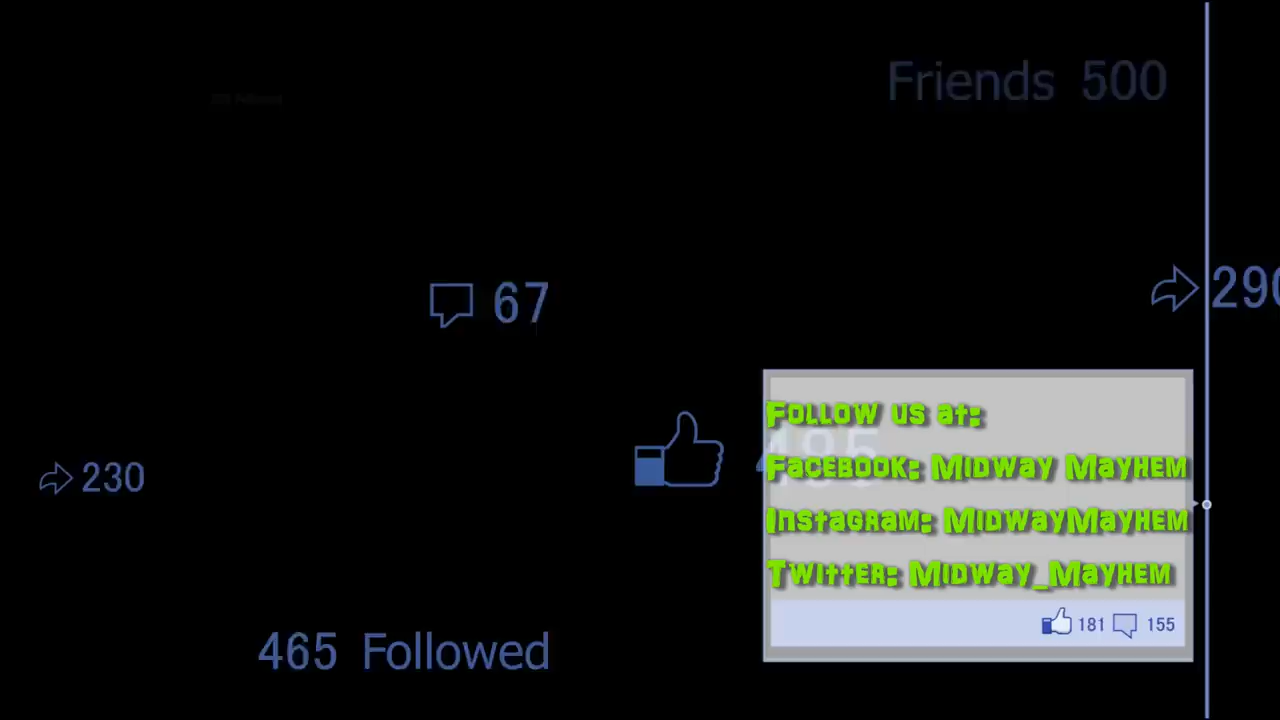 Friends 500
67
290
Follow us at:
485
Facebook: Midway Mayhem
230
Instagram: MidwayMayhem
Twitter: Midway_Mayhem
181 155
465 Followed